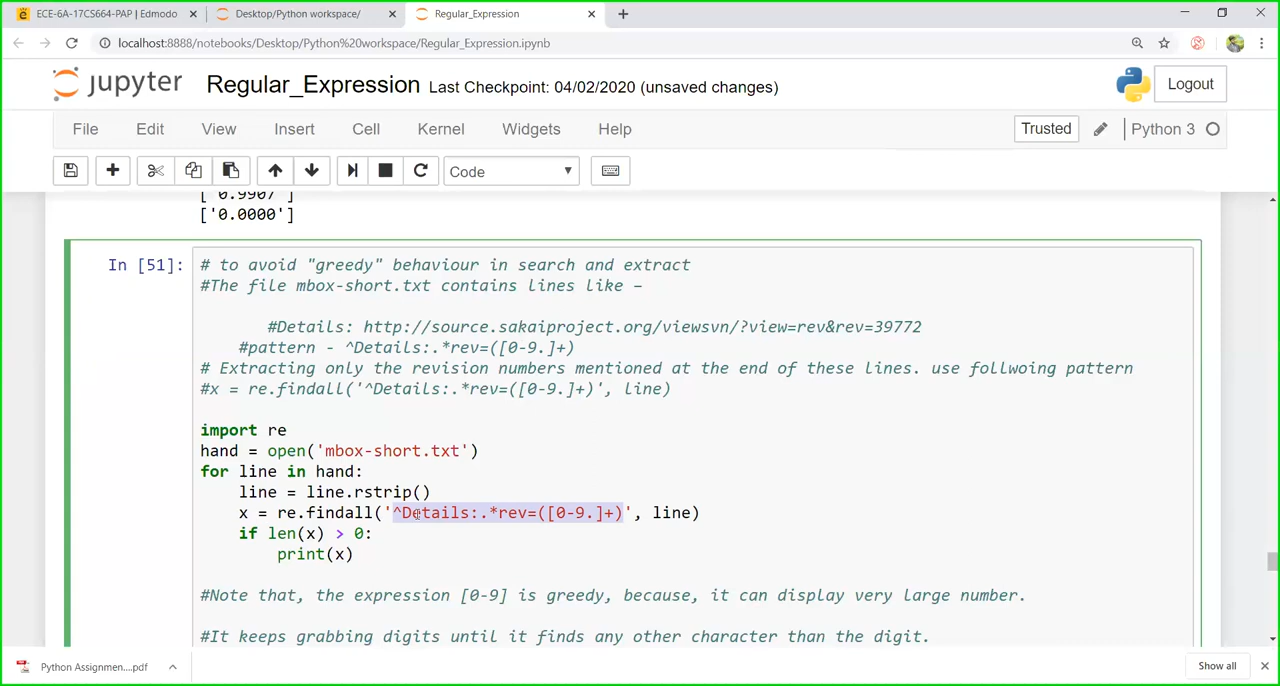 ECE-6A-17CS664-PAP | Edmodo
Desktop/Python workspace/
Regular_Expression
localhost:8888/notebooks/Desktop/Python%20workspace/Regular_Expression.ipynb
jupyter Regular_Expression Last Checkpoint: 04/02/2020 (unsaved changes)
Logout
File Edit View Insert Cell Kernel Widgets Help
Trusted
Python 3
Code
['0.9907']
['0.0000']
In [51]:
# to avoid "greedy" behaviour in search and extract
#The file mbox-short.txt contains lines like –
#Details: http://source.sakaiproject.org/viewsvn/?view=rev&rev=39772
#pattern - ^Details:.*rev=([0-9.]+)
# Extracting only the revision numbers mentioned at the end of these lines. use follwoing pattern
#x = re.findall('^Details:.*rev=([0-9.]+)', line)
import re
hand = open('mbox-short.txt')
for line in hand:
line = line.rstrip()
x = re.findall('^Details:.*rev=([0-9.]+)', line)
if len(x) > 0:
print(x)
#Note that, the expression [0-9] is greedy, because, it can display very large number.
#It keeps grabbing digits until it finds any other character than the digit.
Python Assignmen....pdf
Show all